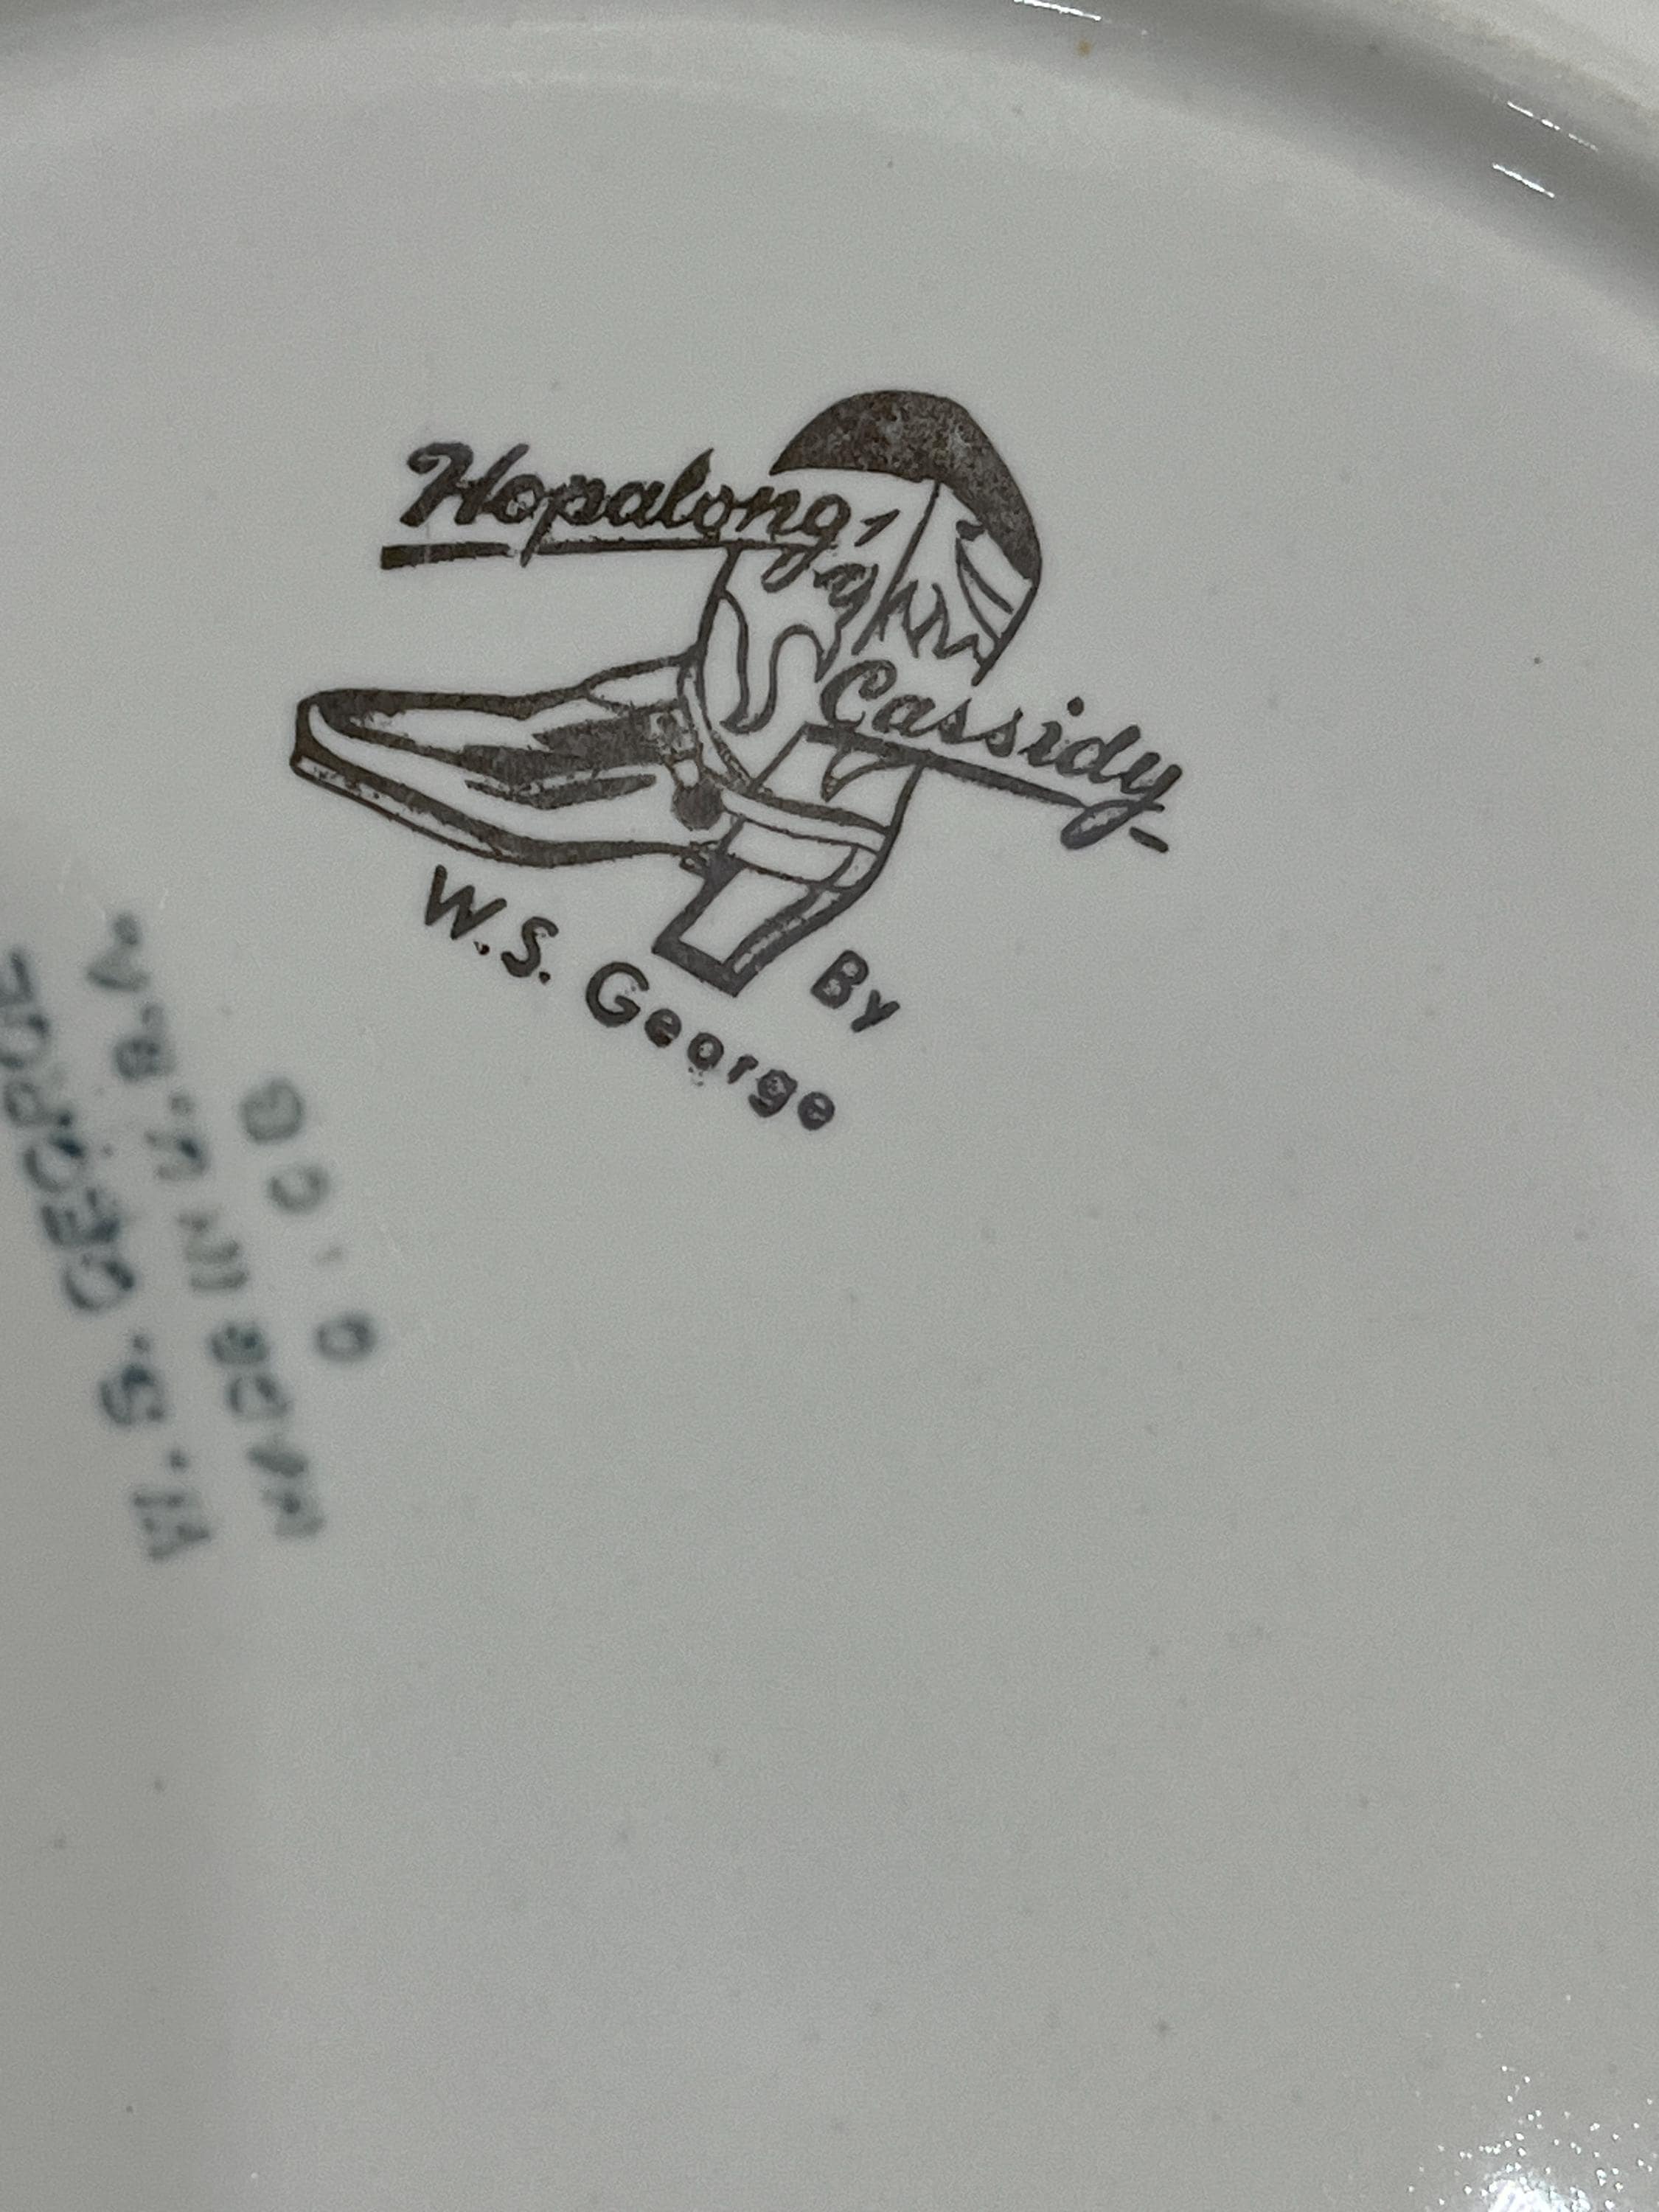 Hopalong
Cassidy
By
W.S. George
W. S. GEORGE
MADE IN U.S.A.